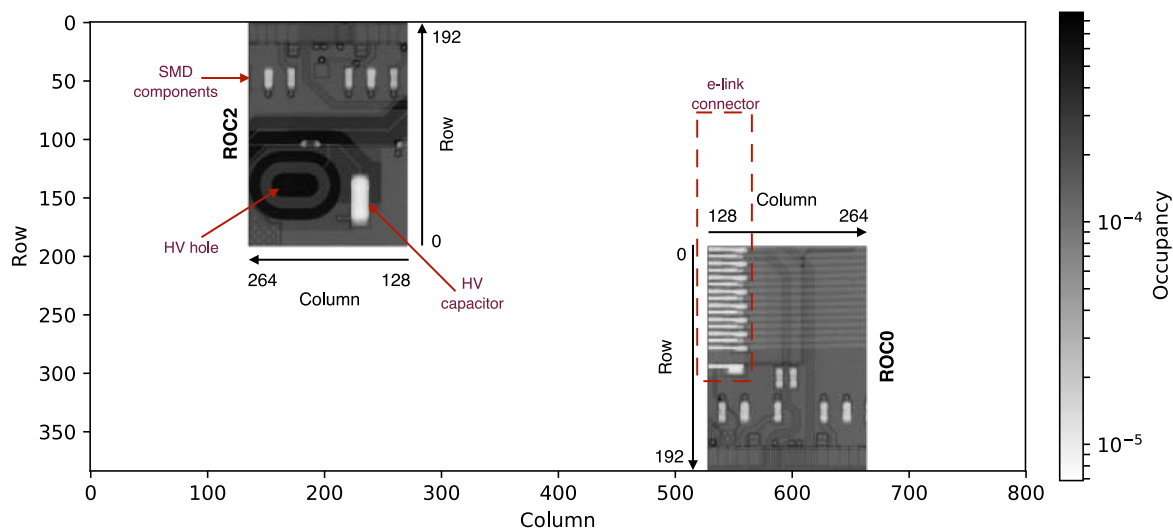 0
50
100
150
200
250
300
350
Row
0
100
200
300
400
500
600
700
800
Column
SMD
components
ROC2
192
Row
0
HV hole
264
128
Column
HV
capacitor
e-link
connector
Column
128
264
0
Row
192
ROC0
10⁻⁴
10⁻⁵
Occupancy